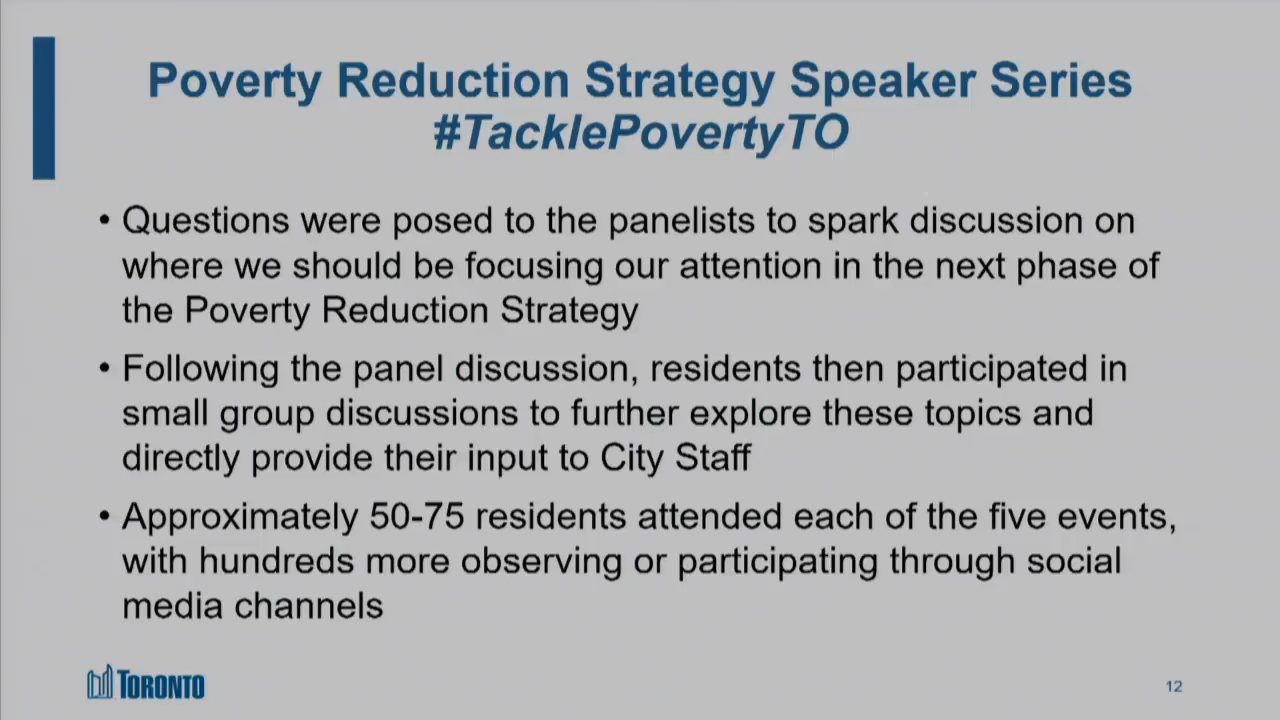 Poverty Reduction Strategy Speaker Series
#TacklePovertyTO
• Questions were posed to the panelists to spark discussion on
where we should be focusing our attention in the next phase of
the Poverty Reduction Strategy
• Following the panel discussion, residents then participated in
small group discussions to further explore these topics and
directly provide their input to City Staff
• Approximately 50-75 residents attended each of the five events,
with hundreds more observing or participating through social
media channels
TORONTO
12